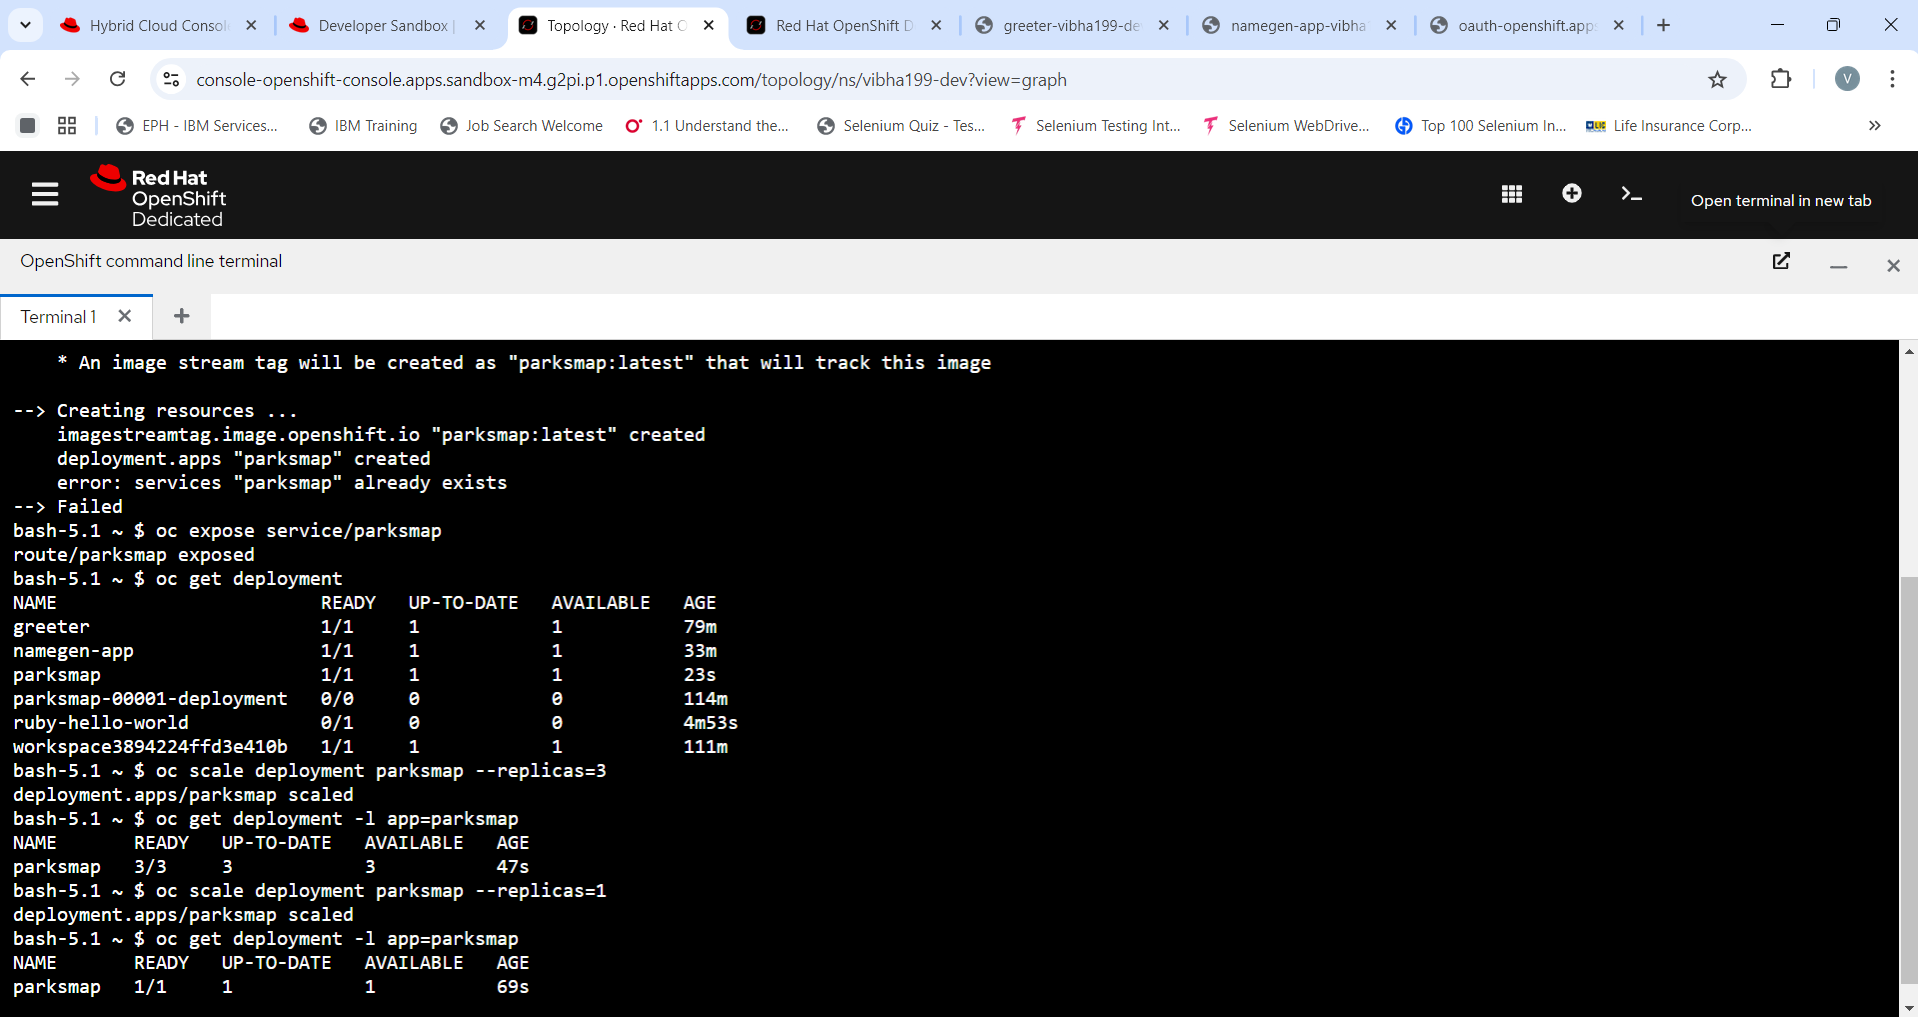 Hybrid Cloud Consol
Developer Sandbox |
Topology · Red Hat O
Red Hat OpenShift D
greeter-vibha199-de
namegen-app-vibha
oauth-openshift.apps
console-openshift-console.apps.sandbox-m4.g2pi.p1.openshiftapps.com/topology/ns/vibha199-dev?view=graph
V
EPH - IBM Services...
IBM Training
Job Search Welcome
1.1 Understand the...
Selenium Quiz - Tes...
Selenium Testing Int...
Selenium WebDrive...
Top 100 Selenium In...
Life Insurance Corp...
Red Hat
OpenShift
Dedicated
Open terminal in new tab
OpenShift command line terminal
Terminal 1
* An image stream tag will be created as "parksmap:latest" that will track this image
--> Creating resources ...
imagestreamtag.image.openshift.io "parksmap:latest" created
deployment.apps "parksmap" created
error: services "parksmap" already exists
--> Failed
bash-5.1 ~ $ oc expose service/parksmap
route/parksmap exposed
bash-5.1 ~ $ oc get deployment
NAME READY UP-TO-DATE AVAILABLE AGE
greeter 1/1 1 1 79m
namegen-app 1/1 1 1 33m
parksmap 1/1 1 1 23s
parksmap-00001-deployment 0/0 0 0 114m
ruby-hello-world 0/1 0 0 4m53s
workspace3894224ffd3e410b 1/1 1 1 111m
bash-5.1 ~ $ oc scale deployment parksmap --replicas=3
deployment.apps/parksmap scaled
bash-5.1 ~ $ oc get deployment -l app=parksmap
NAME READY UP-TO-DATE AVAILABLE AGE
parksmap 3/3 3 3 47s
bash-5.1 ~ $ oc scale deployment parksmap --replicas=1
deployment.apps/parksmap scaled
bash-5.1 ~ $ oc get deployment -l app=parksmap
NAME READY UP-TO-DATE AVAILABLE AGE
parksmap 1/1 1 1 69s